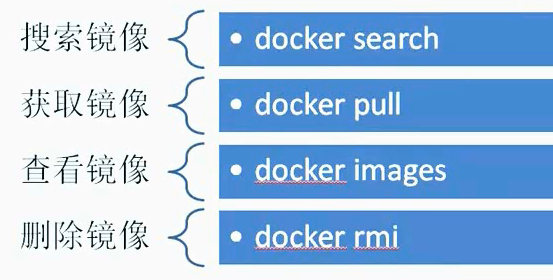 搜索镜像 • docker search
获取镜像 • docker pull
查看镜像 • docker images
删除镜像 • docker rmi